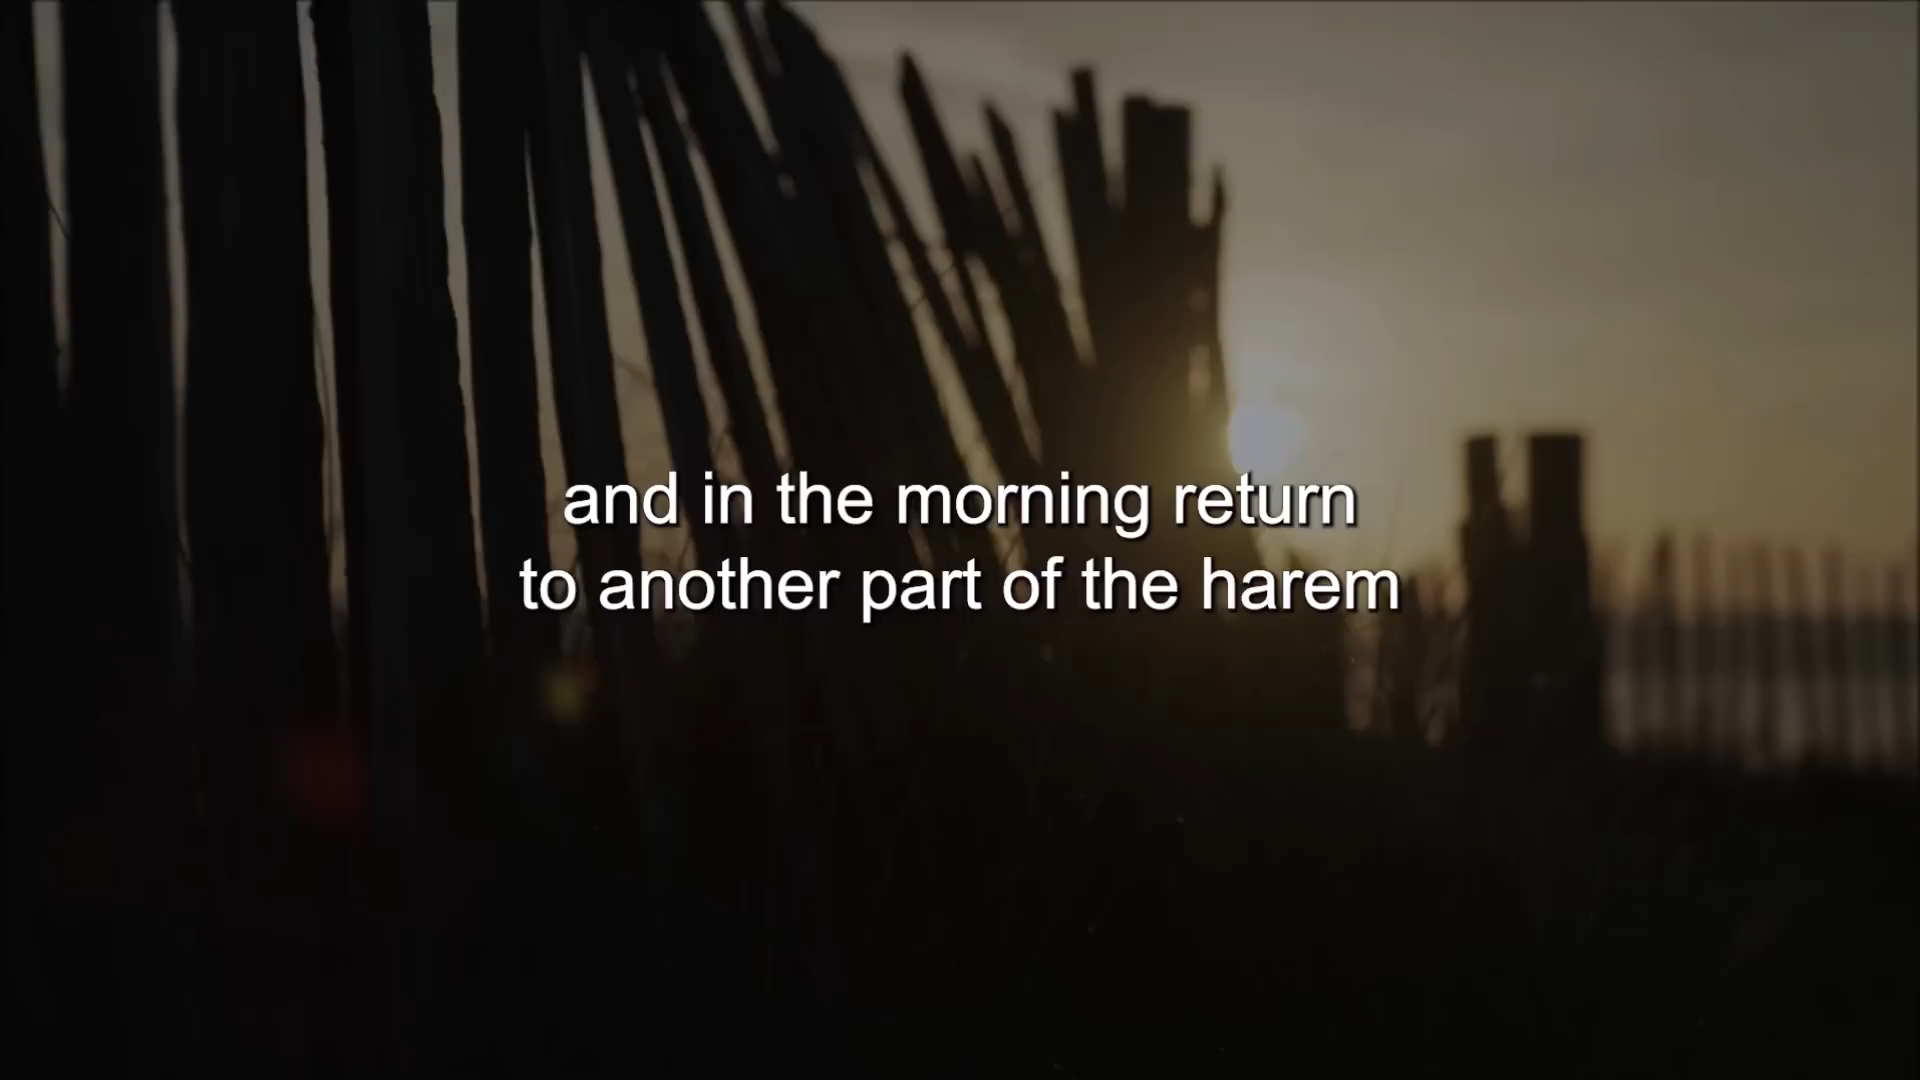 and in the morning return
to another part of the harem